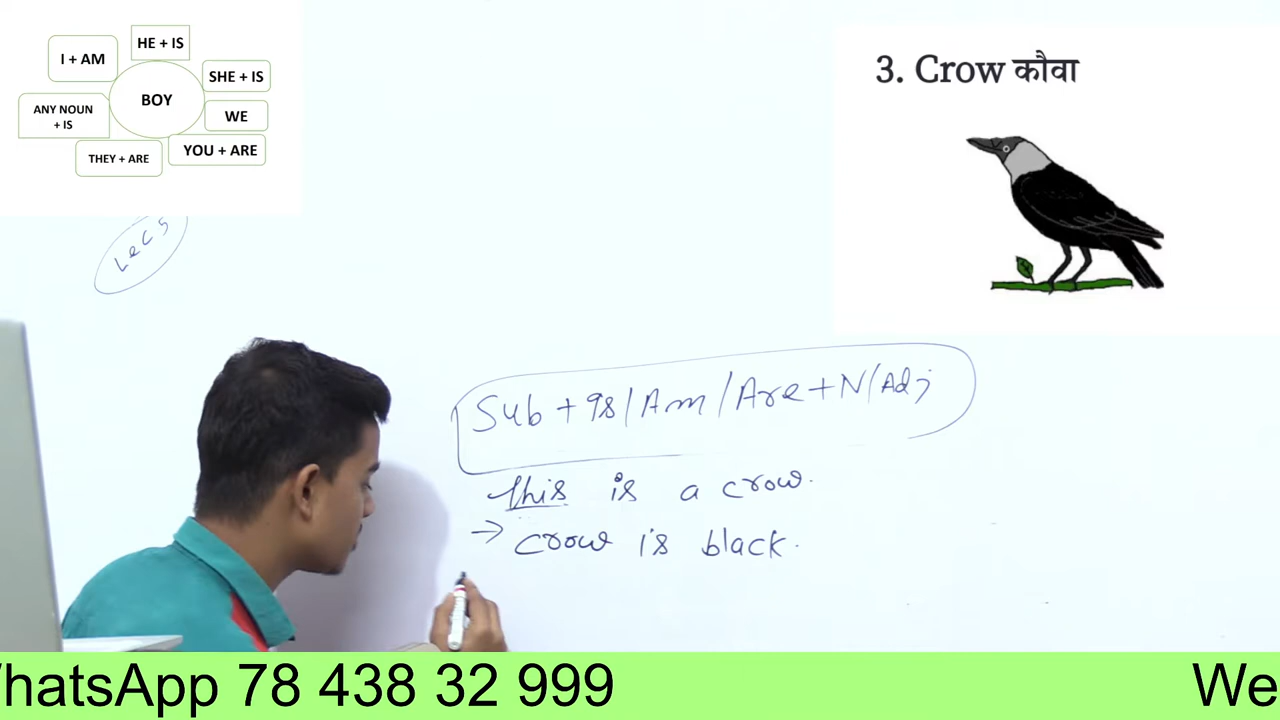 HE + IS
I + AM
SHE + IS
BOY
ANY NOUN
+ IS
WE
YOU + ARE
THEY + ARE
3. Crow कौवा
Lec 5
Sub + Is / Am / Are + N / Adj
This is a crow.
→ crow is black.
WhatsApp 78 438 32 999
We